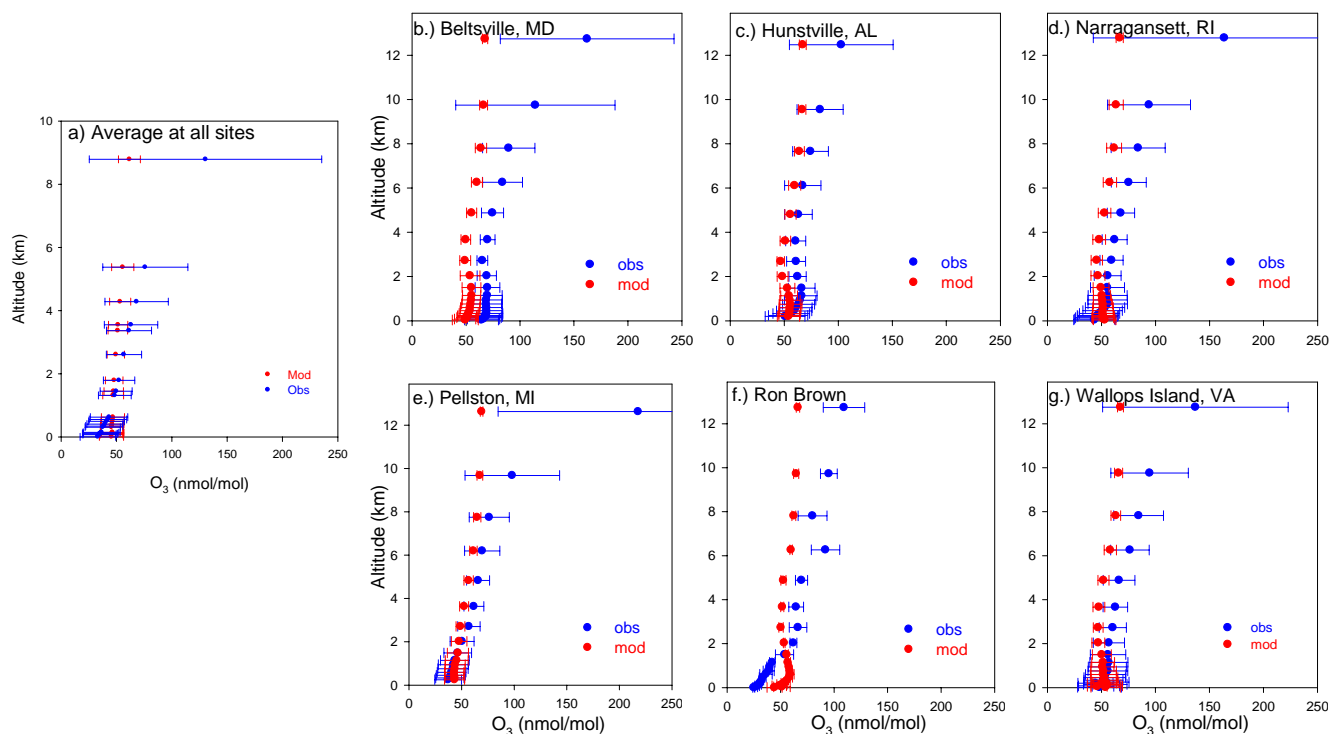 a) Average at all sites
10
8
6
4
2
0
Altitude (km)
Mod
Obs
0 50 100 150 200 250
O3 (nmol/mol)
b.) Beltsville, MD
12
10
8
6
4
2
0
Altitude (km)
obs
mod
0 50 100 150 200 250
c.) Hunstville, AL
12
10
8
6
4
2
0
obs
mod
0 50 100 150 200 250
d.) Narragansett, RI
12
10
8
6
4
2
0
obs
mod
0 50 100 150 200 250
e.) Pellston, MI
12
10
8
6
4
2
0
Altitude (km)
obs
mod
0 50 100 150 200 250
O3 (nmol/mol)
f.) Ron Brown
12
10
8
6
4
2
0
obs
mod
0 50 100 150 200 250
O3 (nmol/mol)
g.) Wallops Island, VA
12
10
8
6
4
2
0
obs
mod
0 50 100 150 200 250
O3 (nmol/mol)